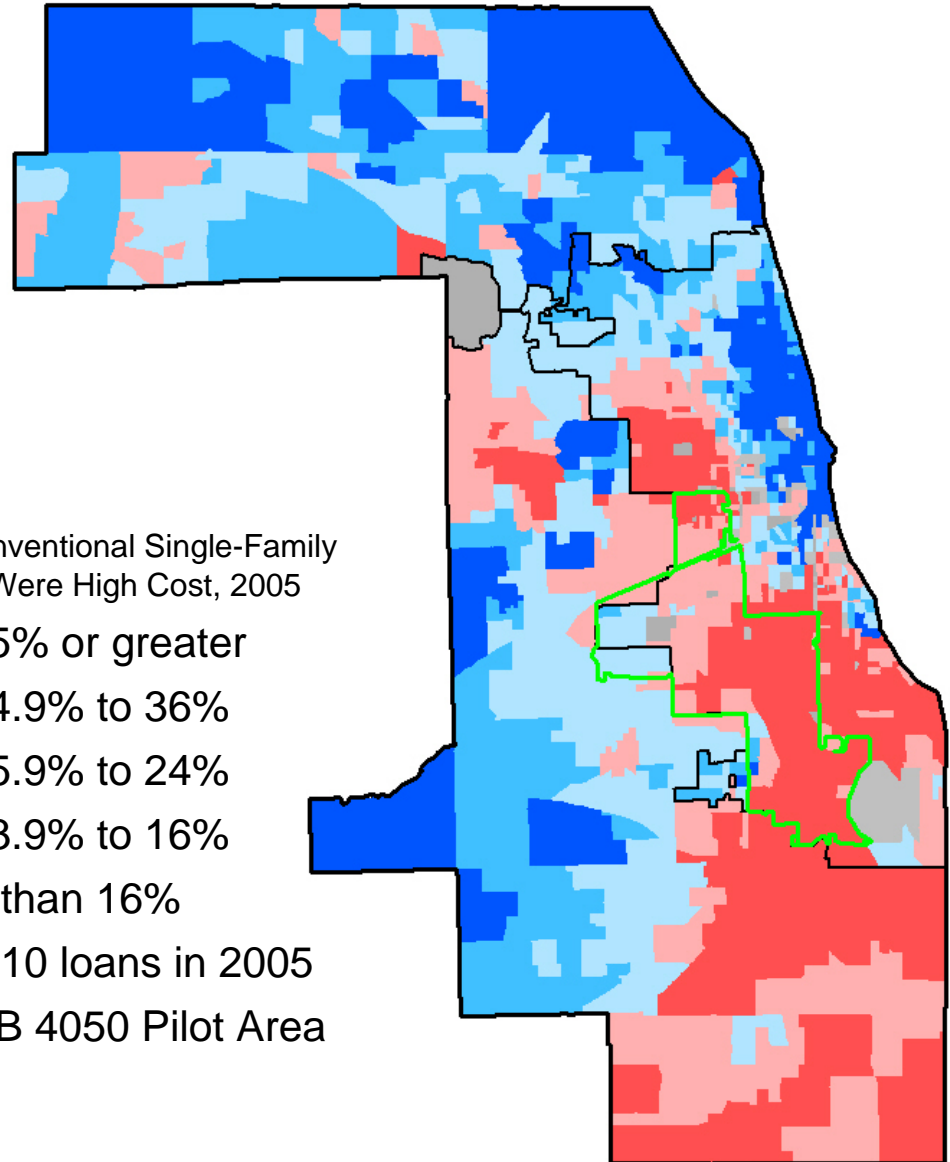 nventional Single-Family
Were High Cost, 2005
5% or greater
4.9% to 36%
5.9% to 24%
3.9% to 16%
than 16%
10 loans in 2005
B 4050 Pilot Area